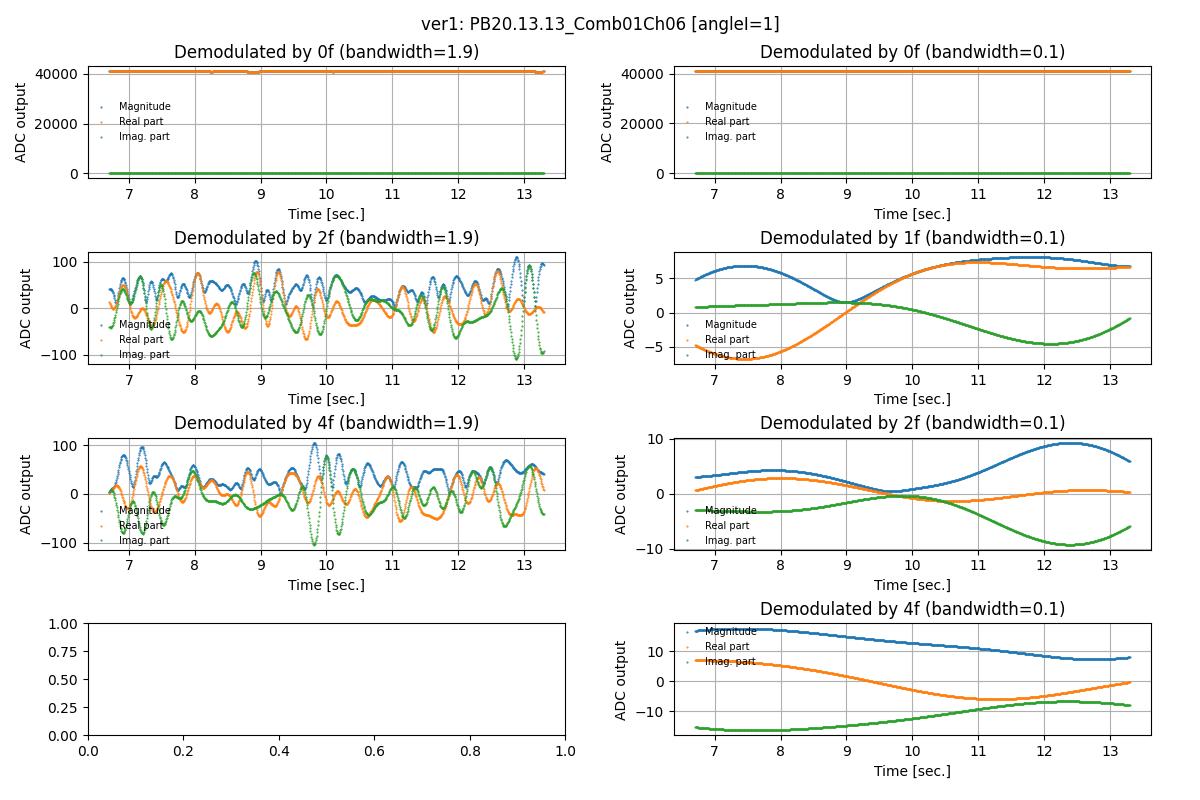 ver1: PB20.13.13_Comb01Ch06 [angleI=1]
Demodulated by 0f (bandwidth=1.9)
ADC output
40000
20000
0
Magnitude
Real part
Imag. part
7 8 9 10 11 12 13
Time [sec.]
Demodulated by 0f (bandwidth=0.1)
ADC output
40000
20000
0
Magnitude
Real part
Imag. part
7 8 9 10 11 12 13
Time [sec.]
Demodulated by 2f (bandwidth=1.9)
ADC output
100
0
−100
Magnitude
Real part
Imag. part
7 8 9 10 11 12 13
Time [sec.]
Demodulated by 1f (bandwidth=0.1)
ADC output
5
0
−5
Magnitude
Real part
Imag. part
7 8 9 10 11 12 13
Time [sec.]
Demodulated by 4f (bandwidth=1.9)
ADC output
100
0
−100
Magnitude
Real part
Imag. part
7 8 9 10 11 12 13
Time [sec.]
Demodulated by 2f (bandwidth=0.1)
ADC output
10
0
−10
Magnitude
Real part
Imag. part
7 8 9 10 11 12 13
Time [sec.]
1.00
0.75
0.50
0.25
0.00
0.0 0.2 0.4 0.6 0.8 1.0
Demodulated by 4f (bandwidth=0.1)
ADC output
10
0
−10
Magnitude
Real part
Imag. part
7 8 9 10 11 12 13
Time [sec.]